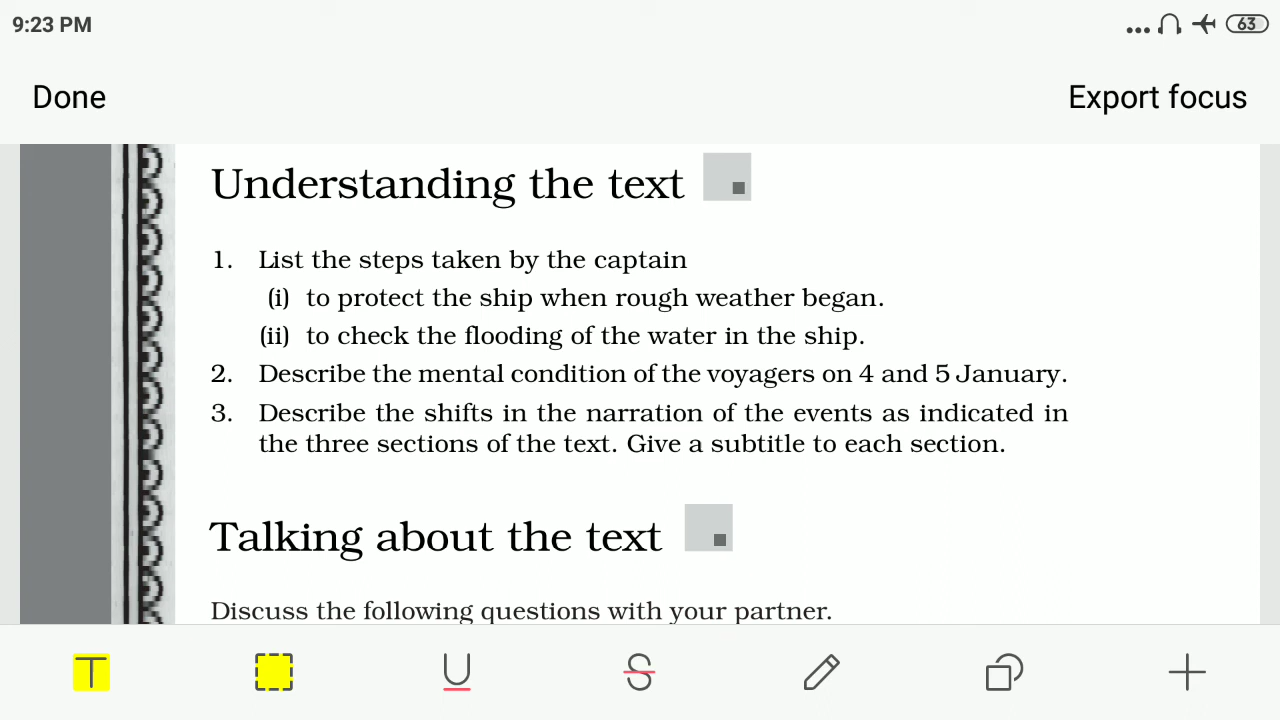 9:23 PM
63
Done
Export focus
Understanding the text
1. List the steps taken by the captain
(i) to protect the ship when rough weather began.
(ii) to check the flooding of the water in the ship.
2. Describe the mental condition of the voyagers on 4 and 5 January.
3. Describe the shifts in the narration of the events as indicated in
the three sections of the text. Give a subtitle to each section.
Talking about the text
Discuss the following questions with your partner.
T
U
S